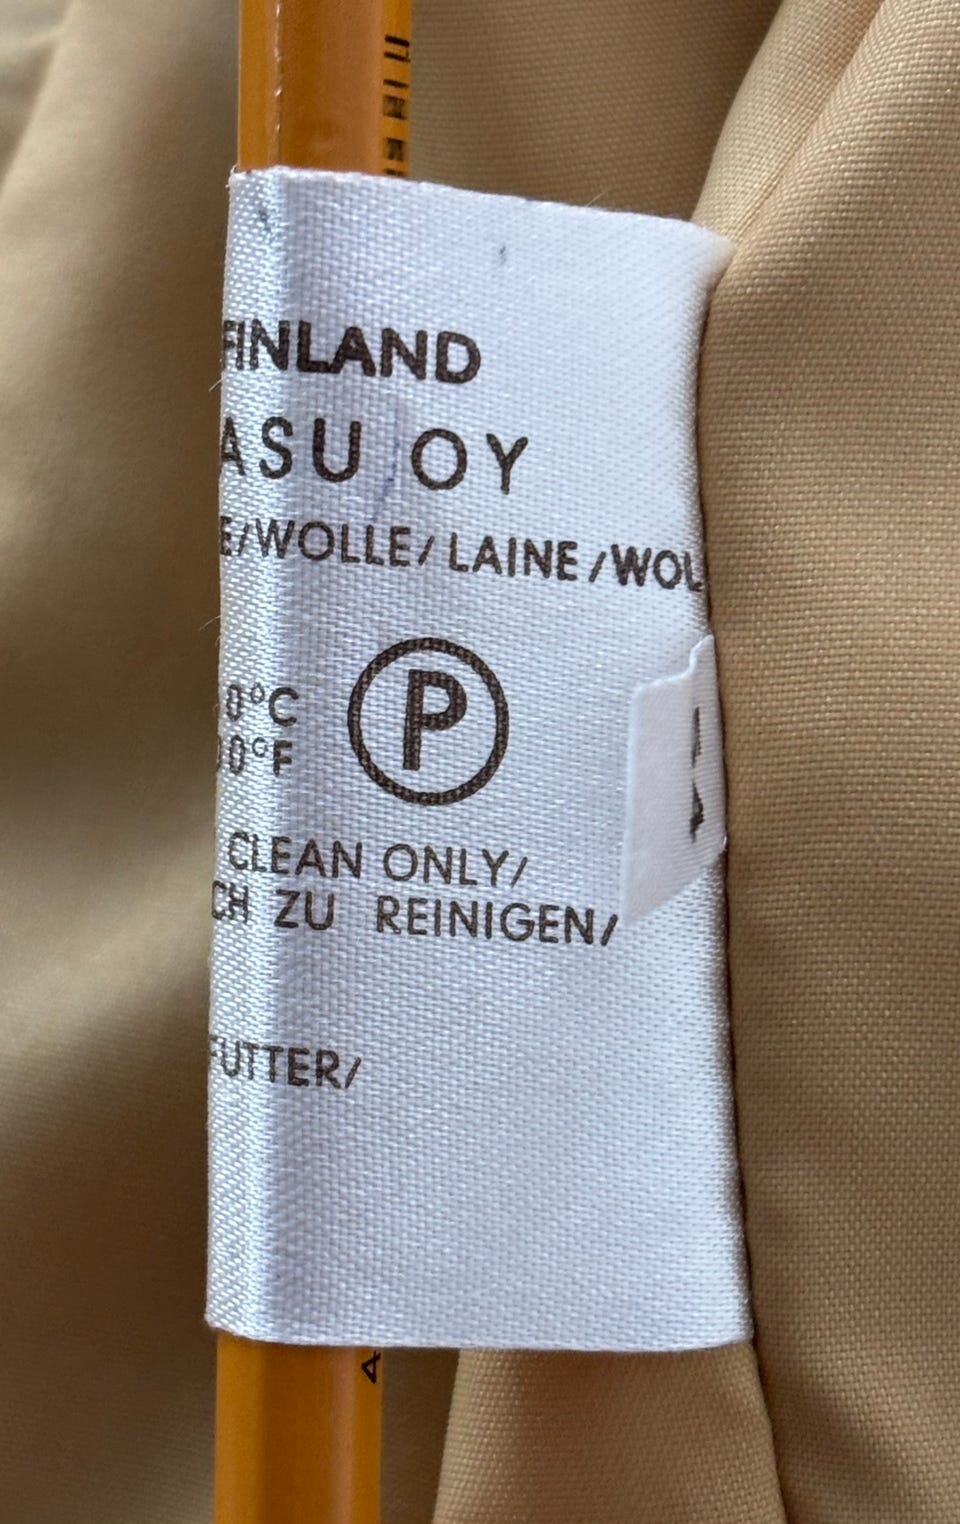 FINLAND
ASU OY
E/WOLLE/ LAINE /WOL
0°C
0°F
P
CLEAN ONLY/
CH ZU REINIGEN/
FUTTER/